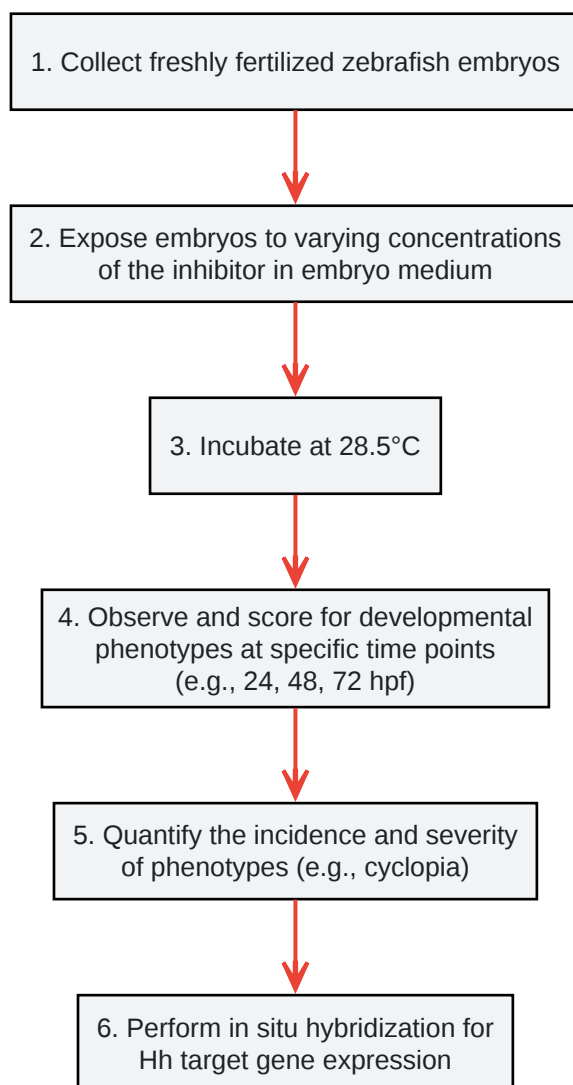 1. Collect freshly fertilized zebrafish embryos
2. Expose embryos to varying concentrations
of the inhibitor in embryo medium
3. Incubate at 28.5°C
4. Observe and score for developmental
phenotypes at specific time points
(e.g., 24, 48, 72 hpf)
5. Quantify the incidence and severity
of phenotypes (e.g., cyclopia)
6. Perform in situ hybridization for
Hh target gene expression